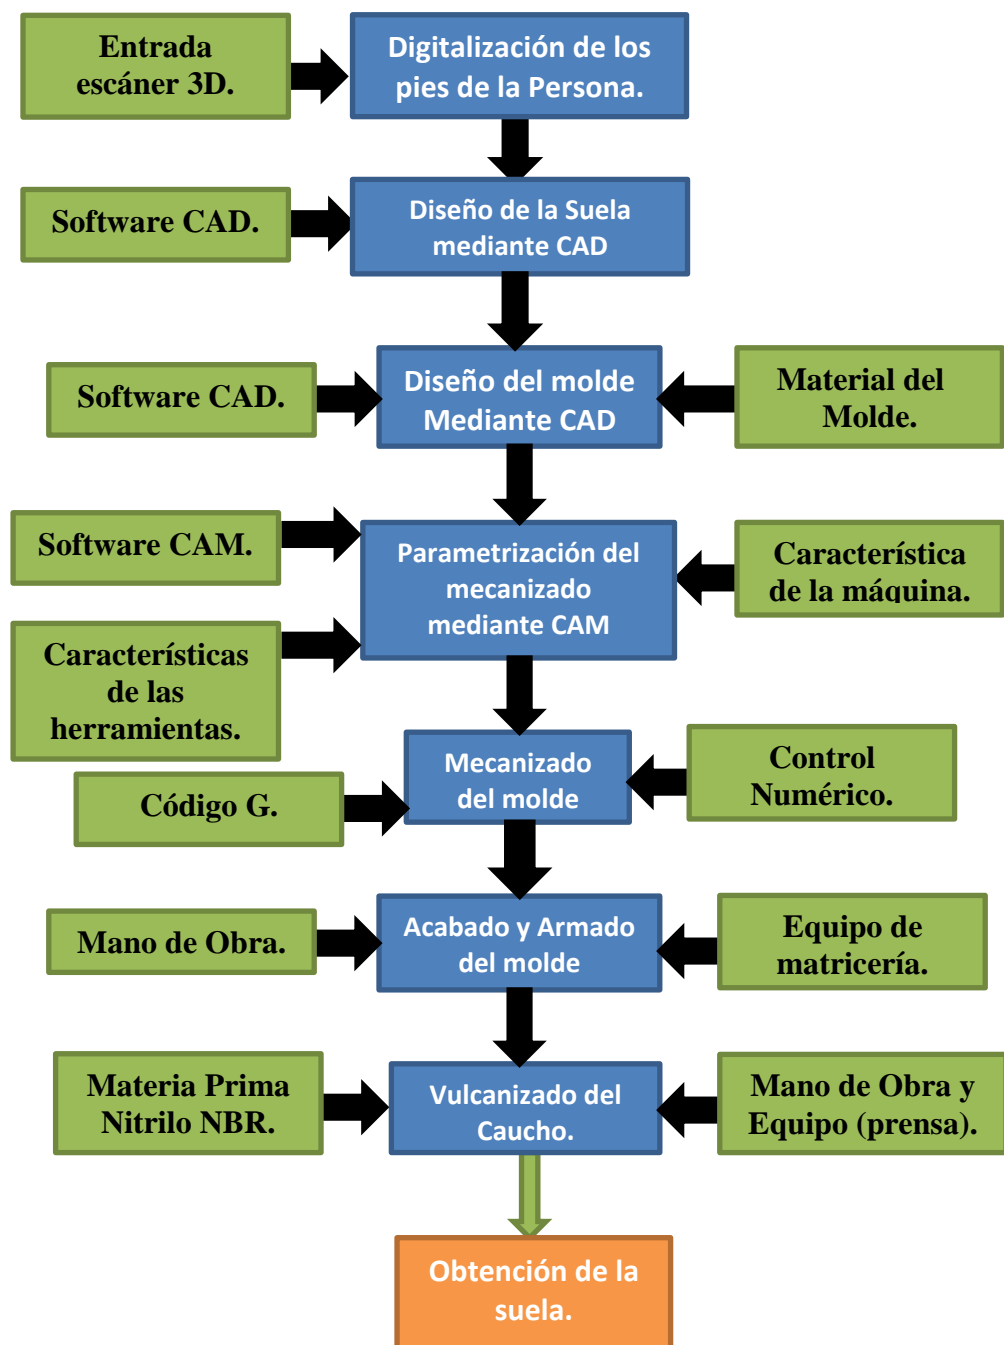 Entrada
escáner 3D.
Digitalización de los
pies de la Persona.
Software CAD.
Diseño de la Suela
mediante CAD
Software CAD.
Diseño del molde
Mediante CAD
Material del
Molde.
Software CAM.
Parametrización del
mecanizado
mediante CAM
Característica
de la máquina.
Características
de las
herramientas.
Mecanizado
del molde
Control
Numérico.
Código G.
Mano de Obra.
Acabado y Armado
del molde
Equipo de
matricería.
Materia Prima
Nitrilo NBR.
Vulcanizado del
Caucho.
Mano de Obra y
Equipo (prensa).
Obtención de la
suela.